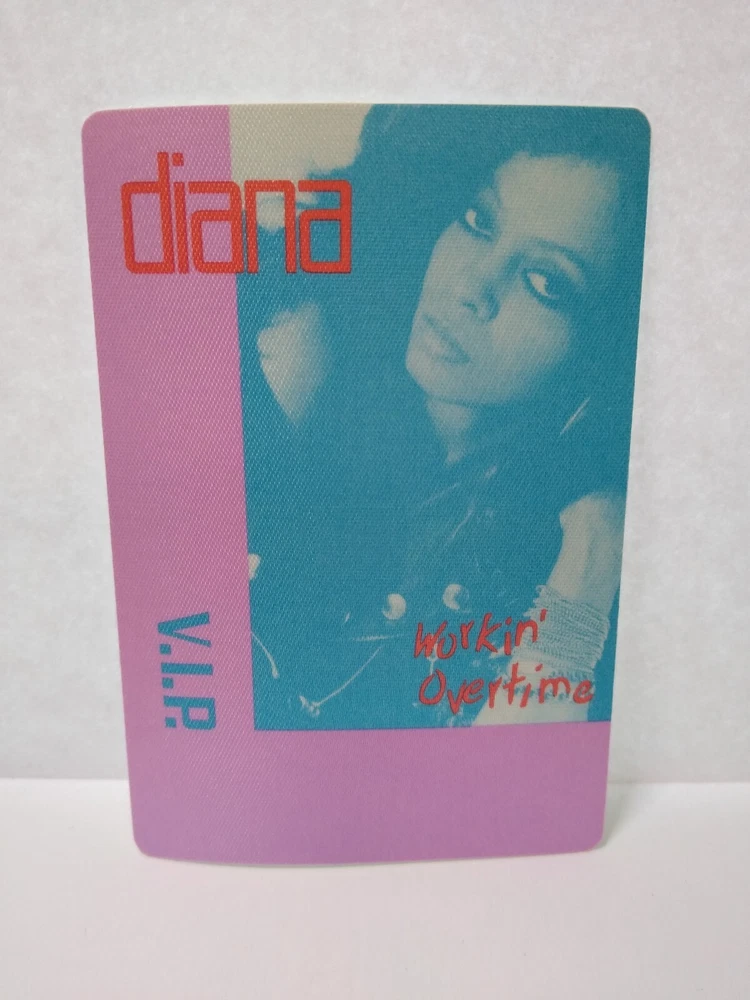 diana
V.I.P.
Workin'
Overtime